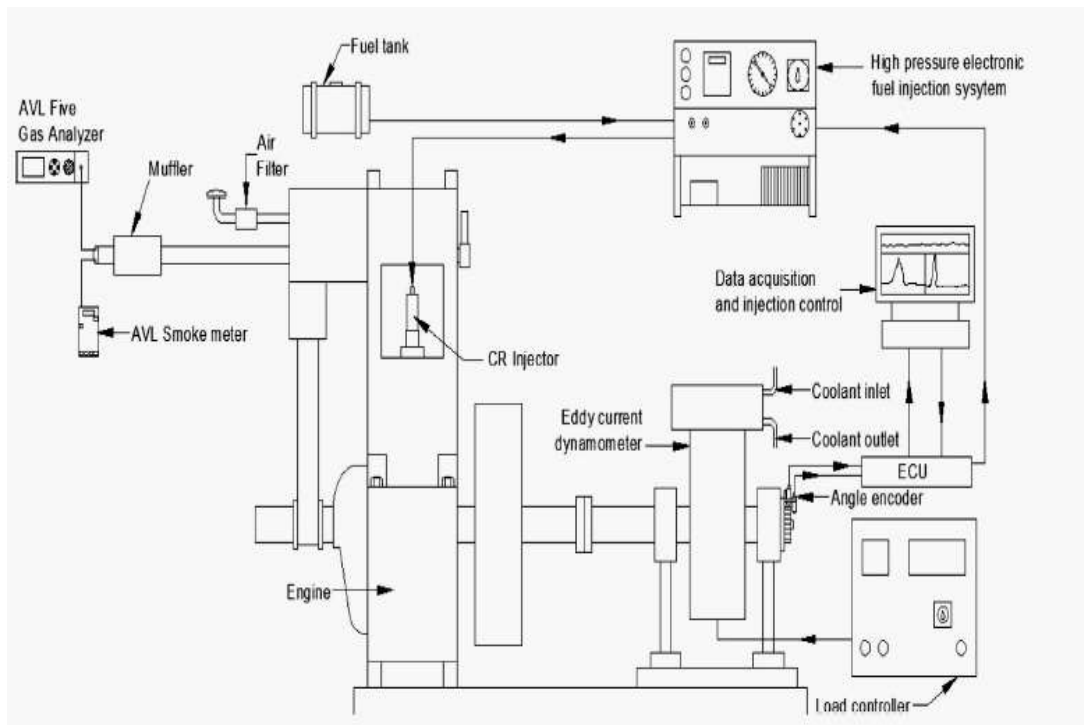 Fuel tank
High pressure electronic
fuel injection sysytem
AVL Five
Gas Analyzer
Air
Filter
Muffler
Data acquisition
and injection control
AVL Smoke meter
CR Injector
Coolant inlet
Eddy current
dynamometer
Coolant outlet
ECU
Angle encoder
Engine
Load controller